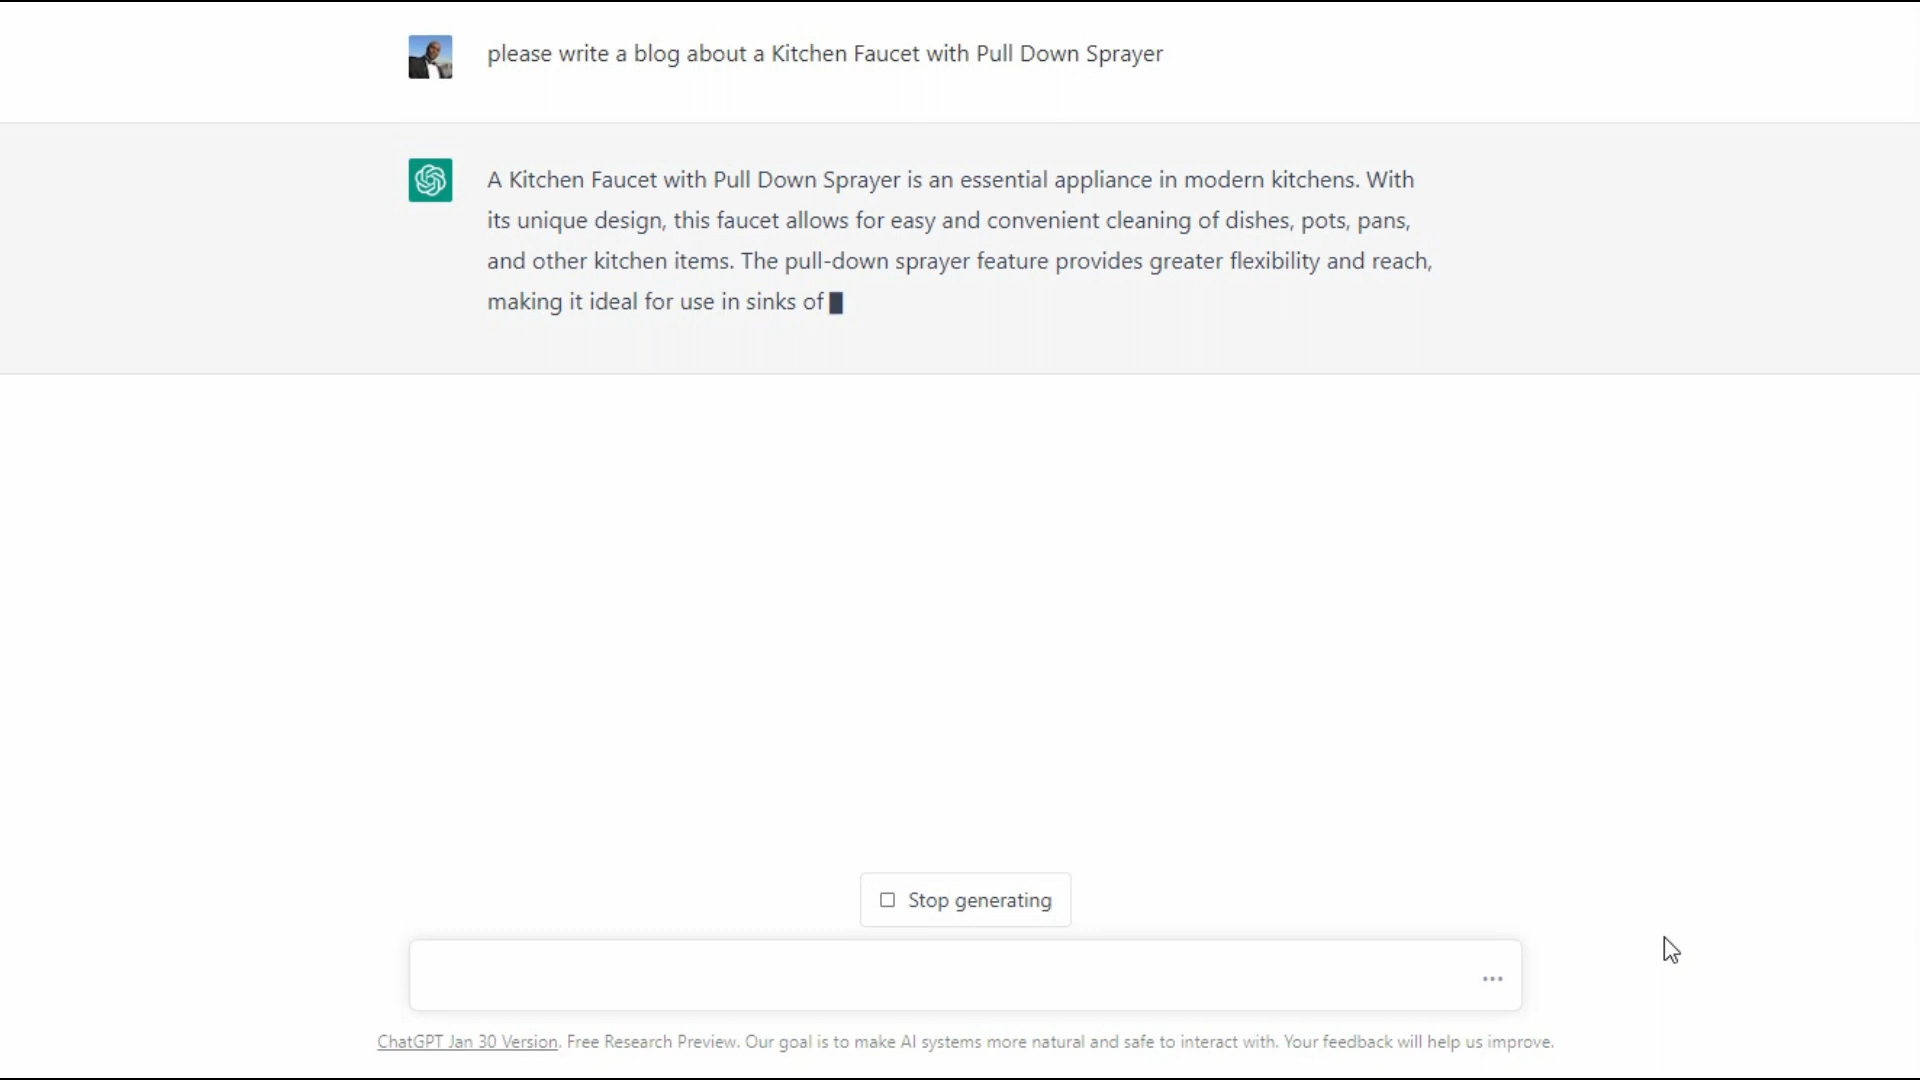 please write a blog about a Kitchen Faucet with Pull Down Sprayer
A Kitchen Faucet with Pull Down Sprayer is an essential appliance in modern kitchens. With
its unique design, this faucet allows for easy and convenient cleaning of dishes, pots, pans,
and other kitchen items. The pull-down sprayer feature provides greater flexibility and reach,
making it ideal for use in sinks of
Stop generating
ChatGPT Jan 30 Version. Free Research Preview. Our goal is to make AI systems more natural and safe to interact with. Your feedback will help us improve.